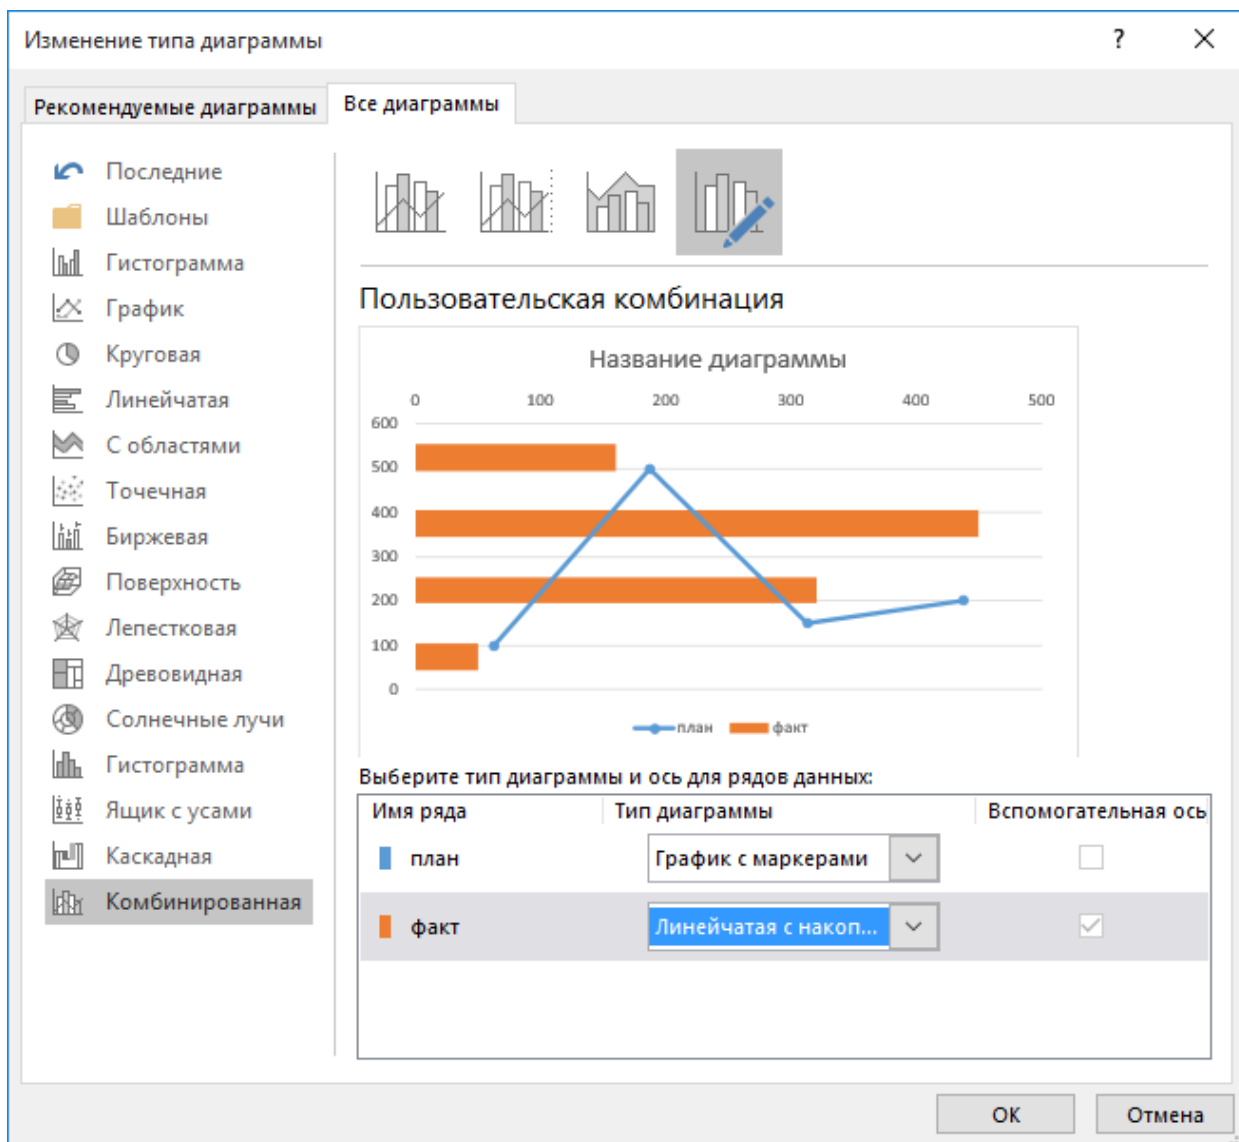 Изменение типа диаграммы ?
Рекомендуемые диаграммы Все диаграммы
Последние
Шаблоны
Гистограмма
График
Круговая
Линейчатая
С областями
Точечная
Биржевая
Поверхность
Лепестковая
Древовидная
Солнечные лучи
Гистограмма
Ящик с усами
Каскадная
Комбинированная
Пользовательская комбинация
Название диаграммы
0 100 200 300 400 500
600
500
400
300
200
100
0
план факт
Выберите тип диаграммы и ось для рядов данных:
Имя ряда Тип диаграммы Вспомогательная ось
план График с маркерами
факт Линейчатая с накоп...
ОК Отмена